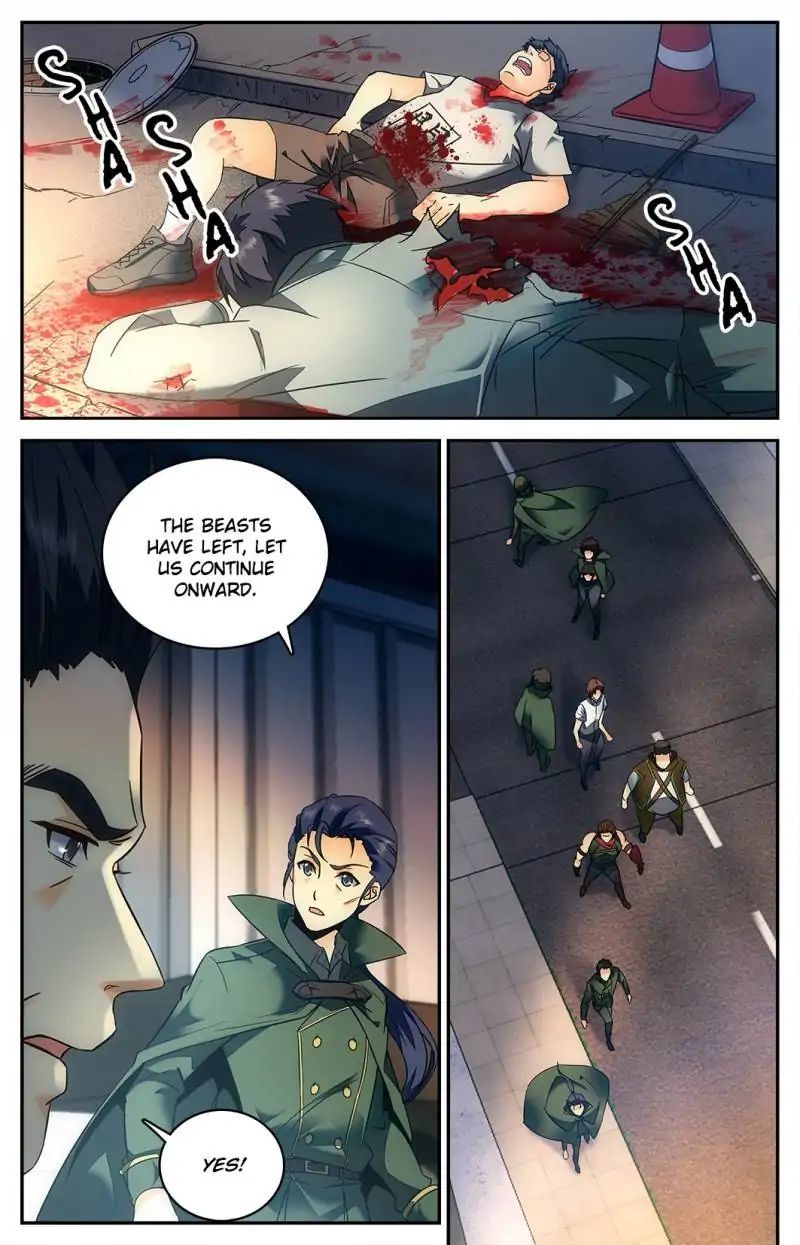 SHA
SHA
SHA
THE BEASTS
HAVE LEFT, LET
US CONTINUE
ONWARD.
YES!